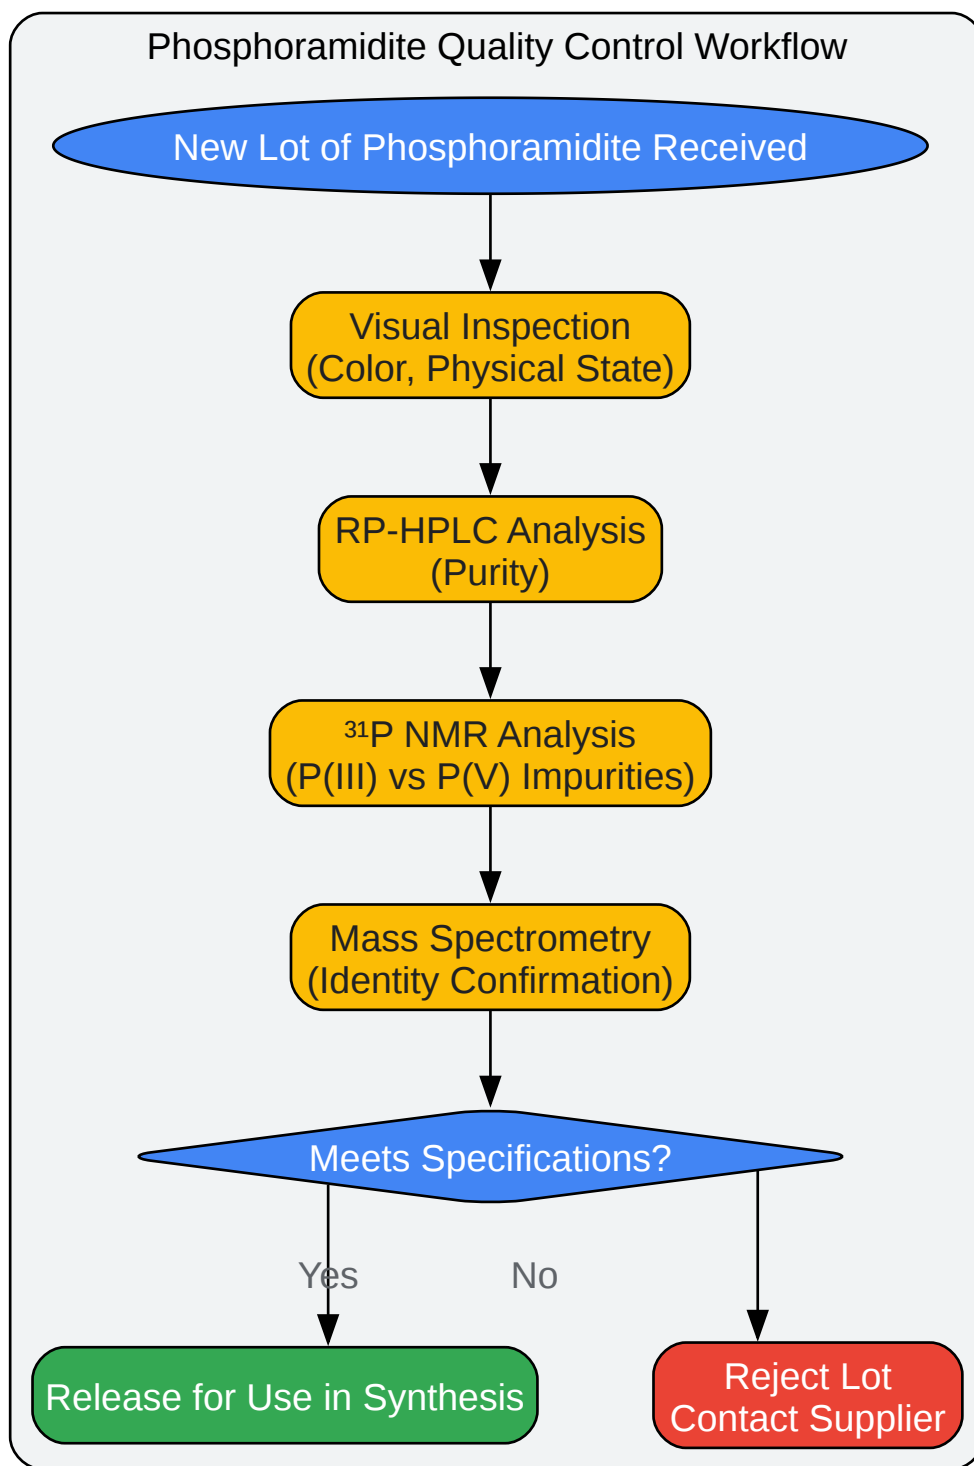 Phosphoramidite Quality Control Workflow
New Lot of Phosphoramidite Received
Visual Inspection
(Color, Physical State)
RP-HPLC Analysis
(Purity)
³¹P NMR Analysis
(P(III) vs P(V) Impurities)
Mass Spectrometry
(Identity Confirmation)
Meets Specifications?
Yes
No
Release for Use in Synthesis
Reject Lot
Contact Supplier